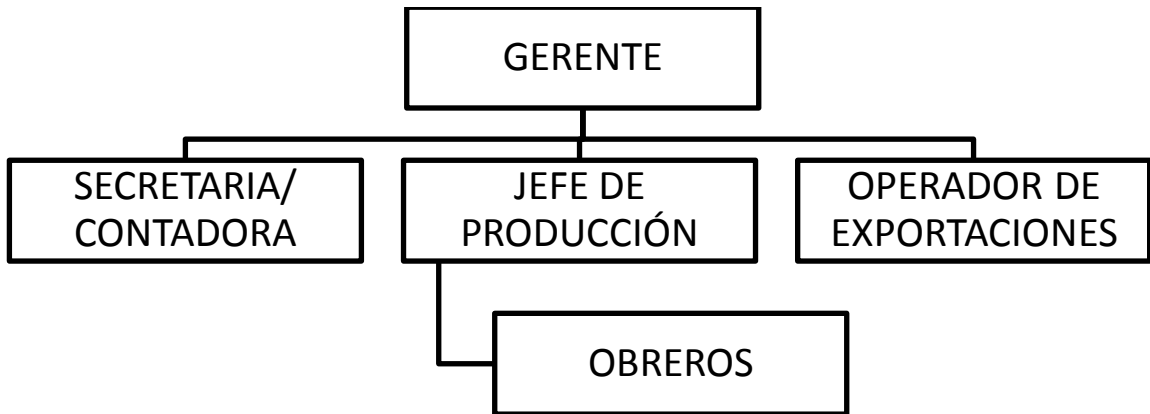 GERENTE
SECRETARIA/
CONTADORA
JEFE DE
PRODUCCIÓN
OPERADOR DE
EXPORTACIONES
OBREROS